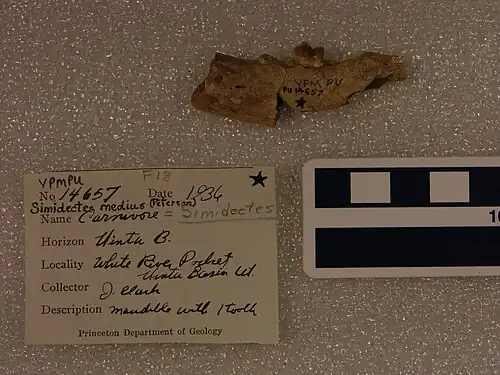 YPM PU
PU 14657
YPMPU
F18
No 14657 Date 1936
Simidectes medius (Peterson)
Name Carnivore = Simidectes
Horizon Uinta B.
Locality White River Pocket
Uinta Basin Ut.
Collector J. Clark
Description mandible with 1 tooth
Princeton Department of Geology
10